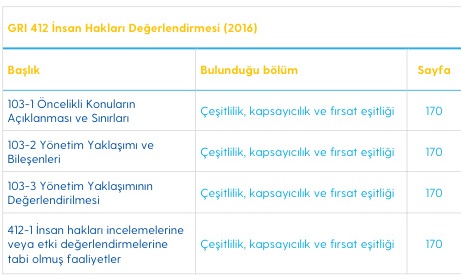 GRI 412 İnsan Hakları Değerlendirmesi (2016)
Başlık Bulunduğu bölüm Sayfa
103-1 Öncelikli Konuların
Açıklanması ve Sınırları
Çeşitlilik, kapsayıcılık ve fırsat eşitliği 170
103-2 Yönetim Yaklaşımı ve
Bileşenleri
Çeşitlilik, kapsayıcılık ve fırsat eşitliği 170
103-3 Yönetim Yaklaşımının
Değerlendirilmesi
Çeşitlilik, kapsayıcılık ve fırsat eşitliği 170
412-1 İnsan hakları incelemelerine
veya etki değerlendirmelerine
tabi olmuş faaliyetler
Çeşitlilik, kapsayıcılık ve fırsat eşitliği 170